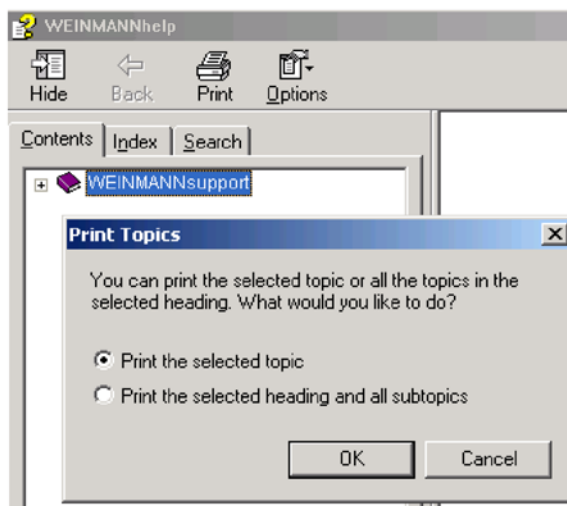 WEINMANNhelp
Hide Back Print Options
Contents Index Search
WEINMANNsupport
Print Topics
You can print the selected topic or all the topics in the
selected heading. What would you like to do?
Print the selected topic
Print the selected heading and all subtopics
OK Cancel